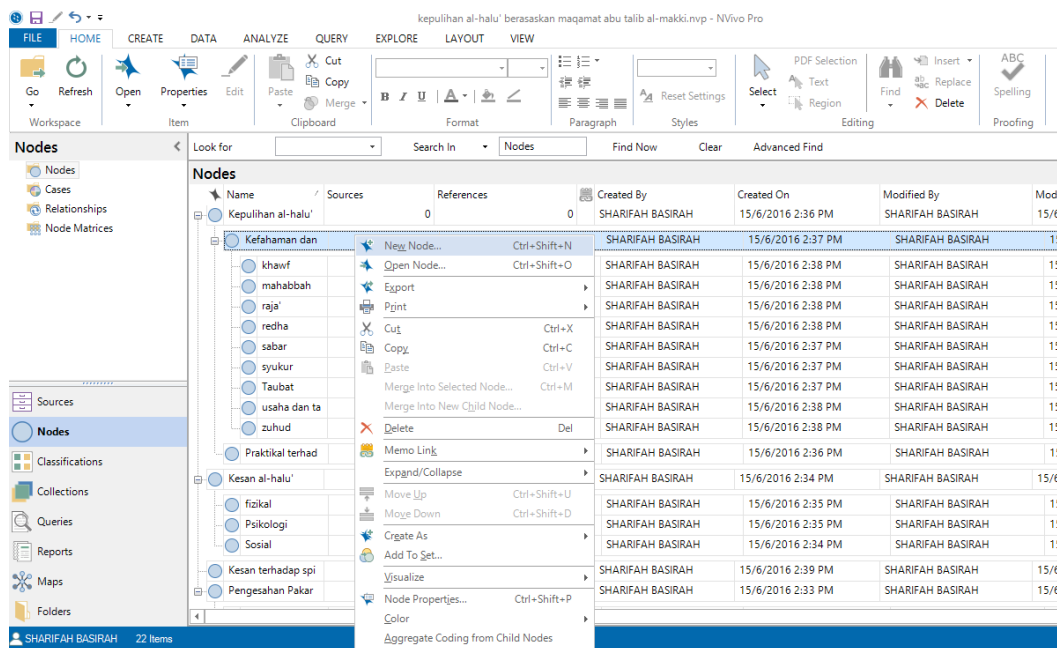 kepulihan al-halu' berasaskan maqamat abu talib al-makki.nvp - NVivo Pro
FILE HOME CREATE DATA ANALYZE QUERY EXPLORE LAYOUT VIEW
Go Refresh Open Properties Edit Paste Cut Copy Merge
B I U A Reset Settings
Select PDF Selection Text Region Find Insert Replace Delete ABC Spelling
Workspace Item Clipboard Format Paragraph Styles Editing Proofing
Nodes Look for Search In Nodes Find Now Clear Advanced Find
Nodes
Cases
Relationships
Node Matrices
Sources
Nodes
Classifications
Collections
Queries
Reports
Maps
Folders
Nodes
Name Sources References Created By Created On Modified By Mod
Kepulihan al-halu' 0 0 SHARIFAH BASIRAH 15/6/2016 2:36 PM SHARIFAH BASIRAH 15/6
Kefahaman dan SHARIFAH BASIRAH 15/6/2016 2:37 PM SHARIFAH BASIRAH 15
khawf SHARIFAH BASIRAH 15/6/2016 2:38 PM SHARIFAH BASIRAH 15
mahabbah SHARIFAH BASIRAH 15/6/2016 2:38 PM SHARIFAH BASIRAH 15
raja' SHARIFAH BASIRAH 15/6/2016 2:38 PM SHARIFAH BASIRAH 15
redha SHARIFAH BASIRAH 15/6/2016 2:38 PM SHARIFAH BASIRAH 15
sabar SHARIFAH BASIRAH 15/6/2016 2:37 PM SHARIFAH BASIRAH 15
syukur SHARIFAH BASIRAH 15/6/2016 2:37 PM SHARIFAH BASIRAH 15
Taubat SHARIFAH BASIRAH 15/6/2016 2:37 PM SHARIFAH BASIRAH 15
usaha dan ta SHARIFAH BASIRAH 15/6/2016 2:38 PM SHARIFAH BASIRAH 15
zuhud SHARIFAH BASIRAH 15/6/2016 2:37 PM SHARIFAH BASIRAH 15
Praktikal terhad SHARIFAH BASIRAH 15/6/2016 2:36 PM SHARIFAH BASIRAH 15
Kesan al-halu' SHARIFAH BASIRAH 15/6/2016 2:34 PM SHARIFAH BASIRAH 15/6
fizikal SHARIFAH BASIRAH 15/6/2016 2:35 PM SHARIFAH BASIRAH 15
Psikologi SHARIFAH BASIRAH 15/6/2016 2:35 PM SHARIFAH BASIRAH 15
Sosial SHARIFAH BASIRAH 15/6/2016 2:34 PM SHARIFAH BASIRAH 15
Kesan terhadap spi SHARIFAH BASIRAH 15/6/2016 2:39 PM SHARIFAH BASIRAH 15/6
Pengesahan Pakar SHARIFAH BASIRAH 15/6/2016 2:33 PM SHARIFAH BASIRAH 15/6
New Node... Ctrl+Shift+N
Open Node... Ctrl+Shift+O
Export
Print
Cut Ctrl+X
Copy Ctrl+C
Paste Ctrl+V
Merge Into Selected Node... Ctrl+M
Merge Into New Child Node...
Delete Del
Memo Link
Expand/Collapse
Move Up Ctrl+Shift+U
Move Down Ctrl+Shift+D
Create As
Add To Set...
Visualize
Node Properties... Ctrl+Shift+P
Color
Aggregate Coding from Child Nodes
SHARIFAH BASIRAH 22 Items